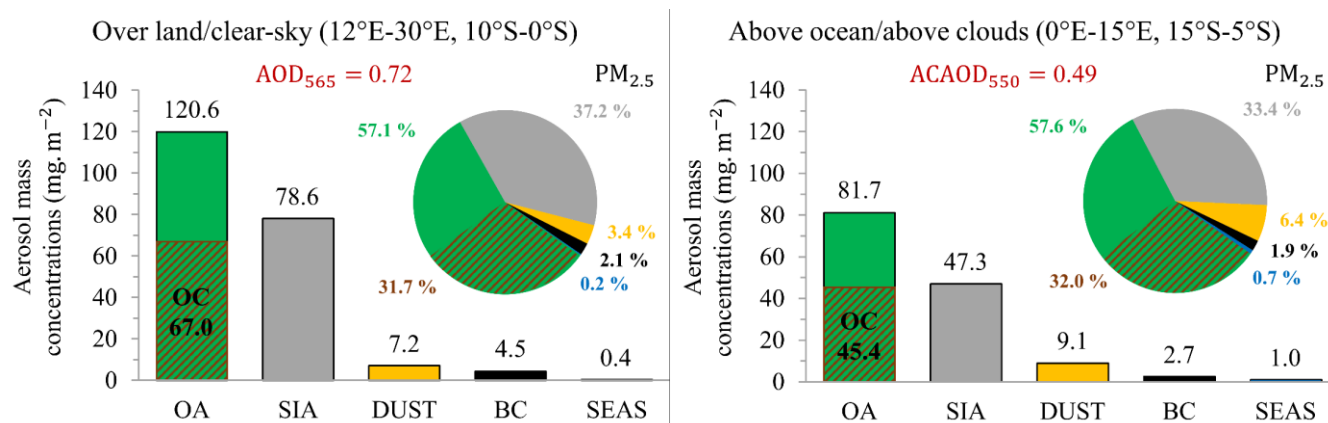 Over land/clear-sky (12°E-30°E, 10°S-0°S)
AOD₅₆₅ = 0.72
PM₂.₅
Aerosol mass
concentrations (mg. m⁻²)
140
120
100
80
60
40
20
0
120.6
78.6
7.2
4.5
0.4
OC
67.0
OA SIA DUST BC SEAS
57.1 %
37.2 %
3.4 %
2.1 %
0.2 %
31.7 %
Above ocean/above clouds (0°E-15°E, 15°S-5°S)
ACAOD₅₅₀ = 0.49
PM₂.₅
Aerosol mass
concentrations (mg. m⁻²)
140
120
100
80
60
40
20
0
81.7
47.3
9.1
2.7
1.0
OC
45.4
OA SIA DUST BC SEAS
57.6 %
33.4 %
6.4 %
1.9 %
0.7 %
32.0 %